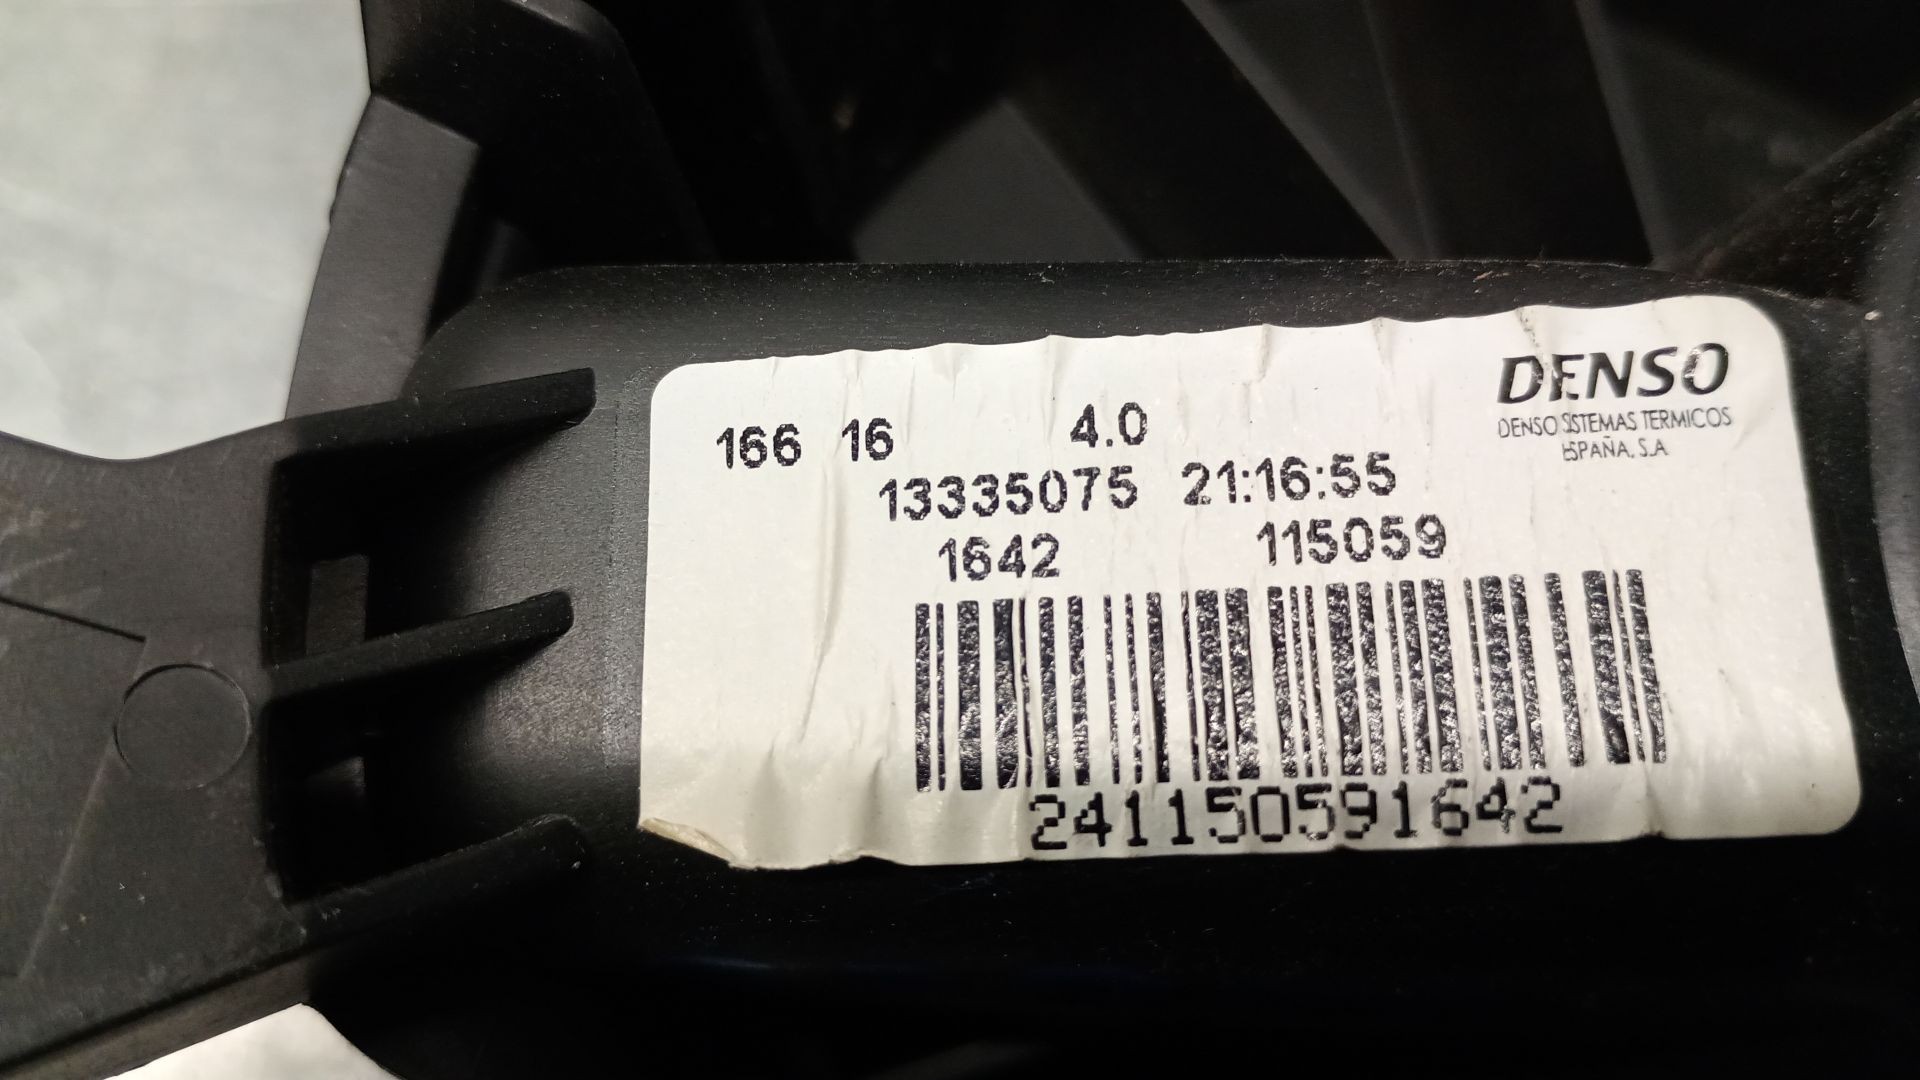 DENSO
DENSO SISTEMAS TERMICOS
ESPAÑA, S.A
166 16 4.0
13335075 21:16:55
1642 115059
241150591642